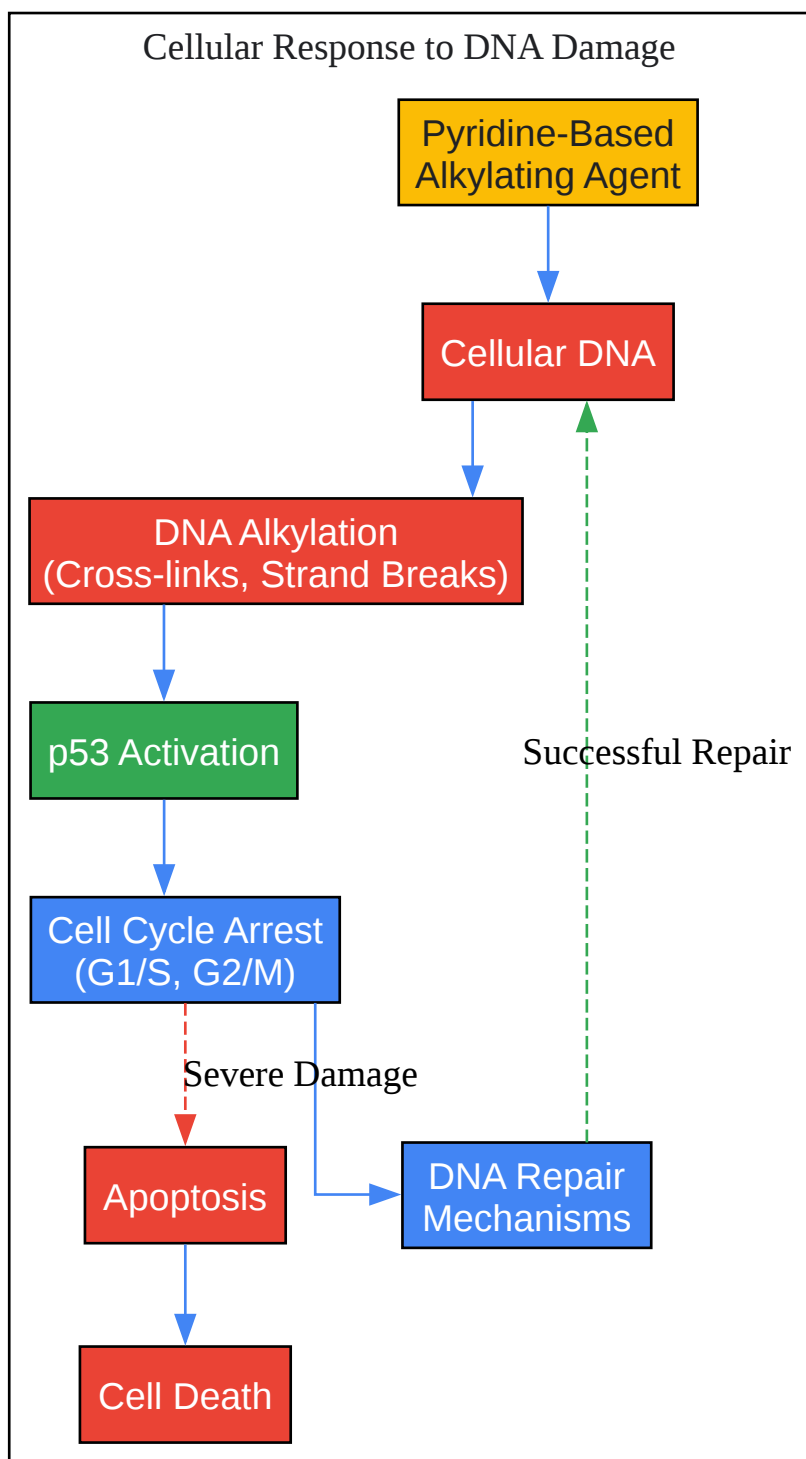 Cellular Response to DNA Damage
Pyridine-Based
Alkylating Agent
Cellular DNA
DNA Alkylation
(Cross-links, Strand Breaks)
p53 Activation
Successful Repair
Cell Cycle Arrest
(G1/S, G2/M)
Severe Damage
Apoptosis
DNA Repair
Mechanisms
Cell Death